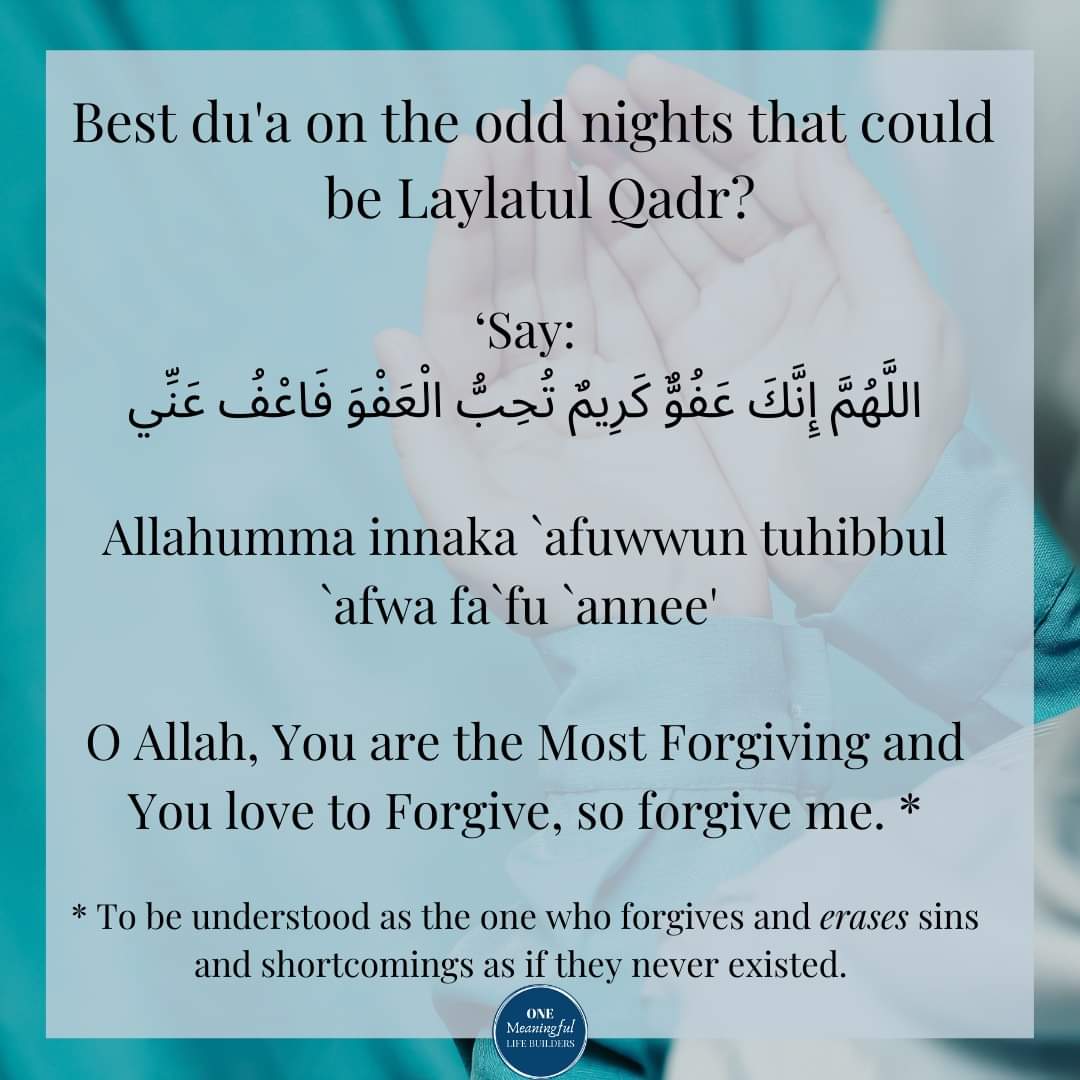 Best du'a on the odd nights that could
be Laylatul Qadr?
‘Say:
اللَّهُمَّ إِنَّكَ عَفُوٌّ كَرِيمٌ تُحِبُّ الْعَفْوَ فَاعْفُ عَنِّي
Allahumma innaka `afuwwun tuhibbul
`afwa fa`fu `annee'
O Allah, You are the Most Forgiving and
You love to Forgive, so forgive me. *
* To be understood as the one who forgives and erases sins
and shortcomings as if they never existed.
ONE
Meaningful
LIFE BUILDERS